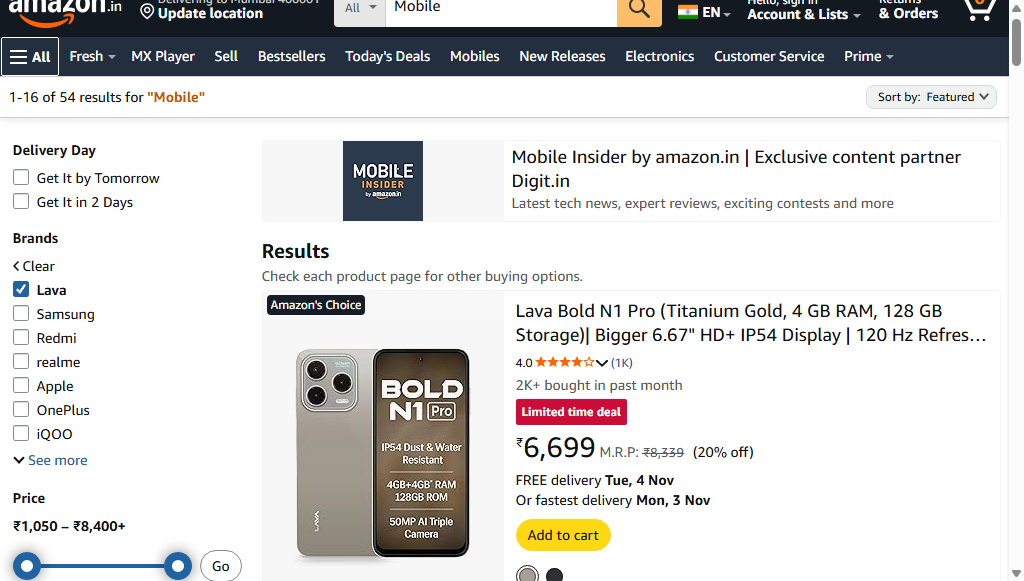 amazon.in
Delivering to Mumbai 400001
Update location
All
Mobile
EN
Hello, sign in
Account & Lists
Returns
& Orders
0
All
Fresh
MX Player
Sell
Bestsellers
Today's Deals
Mobiles
New Releases
Electronics
Customer Service
Prime
1-16 of 54 results for "Mobile"
Sort by: Featured
Delivery Day
Get It by Tomorrow
Get It in 2 Days
Brands
Clear
Lava
Samsung
Redmi
realme
Apple
OnePlus
iQOO
See more
Price
₹1,050 – ₹8,400+
Go
MOBILE
INSIDER
by amazon.in
Mobile Insider by amazon.in | Exclusive content partner
Digit.in
Latest tech news, expert reviews, exciting contests and more
Results
Check each product page for other buying options.
Amazon's Choice
BOLD
N1 Pro
IP54 Dust & Water
Resistant
4GB+4GB* RAM
128GB ROM
50MP AI Triple
Camera
LAVA
Lava Bold N1 Pro (Titanium Gold, 4 GB RAM, 128 GB
Storage)| Bigger 6.67" HD+ IP54 Display | 120 Hz Refres…
4.0 (1K)
2K+ bought in past month
Limited time deal
₹6,699 M.R.P: ₹8,339 (20% off)
FREE delivery Tue, 4 Nov
Or fastest delivery Mon, 3 Nov
Add to cart